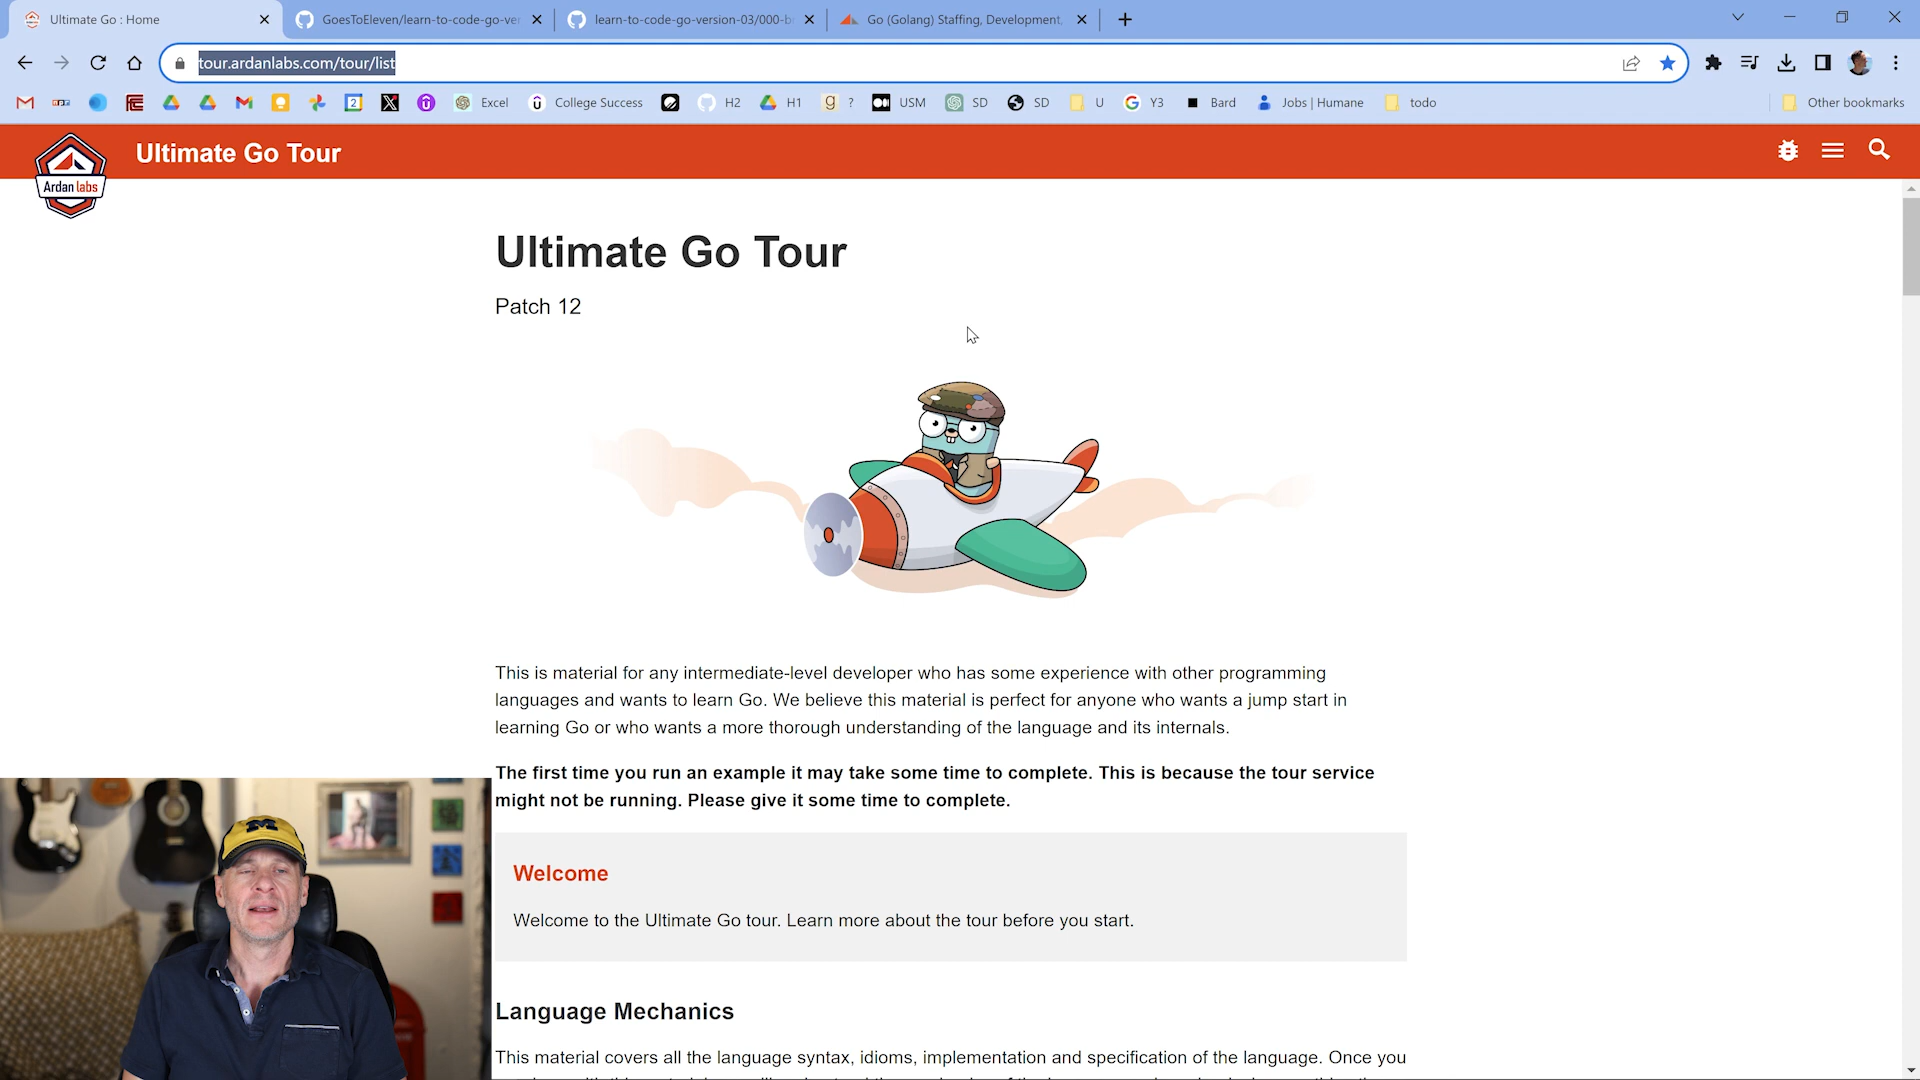 Ultimate Go : Home
GoesToEleven/learn-to-code-go-ver
learn-to-code-go-version-03/000-b
Go (Golang) Staffing, Development,
tour.ardanlabs.com/tour/list
Excel
College Success
H2
H1
?
USM
SD
SD
U
Y3
Bard
Jobs | Humane
todo
Other bookmarks
Ardan labs
Ultimate Go Tour
Ultimate Go Tour
Patch 12
This is material for any intermediate-level developer who has some experience with other programming
languages and wants to learn Go. We believe this material is perfect for anyone who wants a jump start in
learning Go or who wants a more thorough understanding of the language and its internals.
The first time you run an example it may take some time to complete. This is because the tour service
might not be running. Please give it some time to complete.
Welcome
Welcome to the Ultimate Go tour. Learn more about the tour before you start.
Language Mechanics
This material covers all the language syntax, idioms, implementation and specification of the language. Once you
M